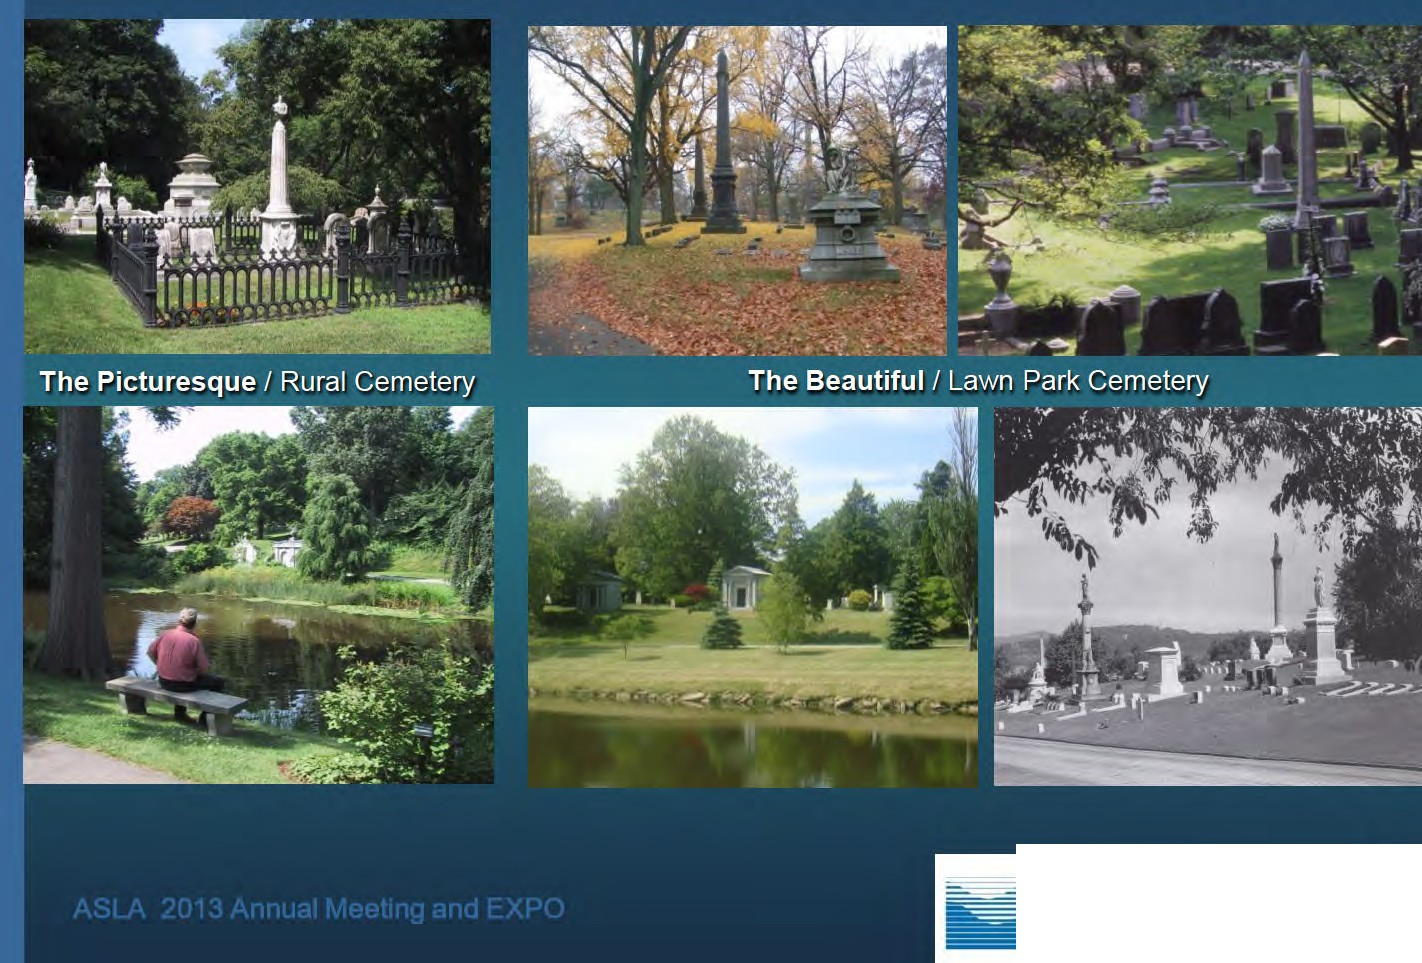 The Picturesque / Rural Cemetery
The Beautiful / Lawn Park Cemetery
ASLA 2013 Annual Meeting and EXPO